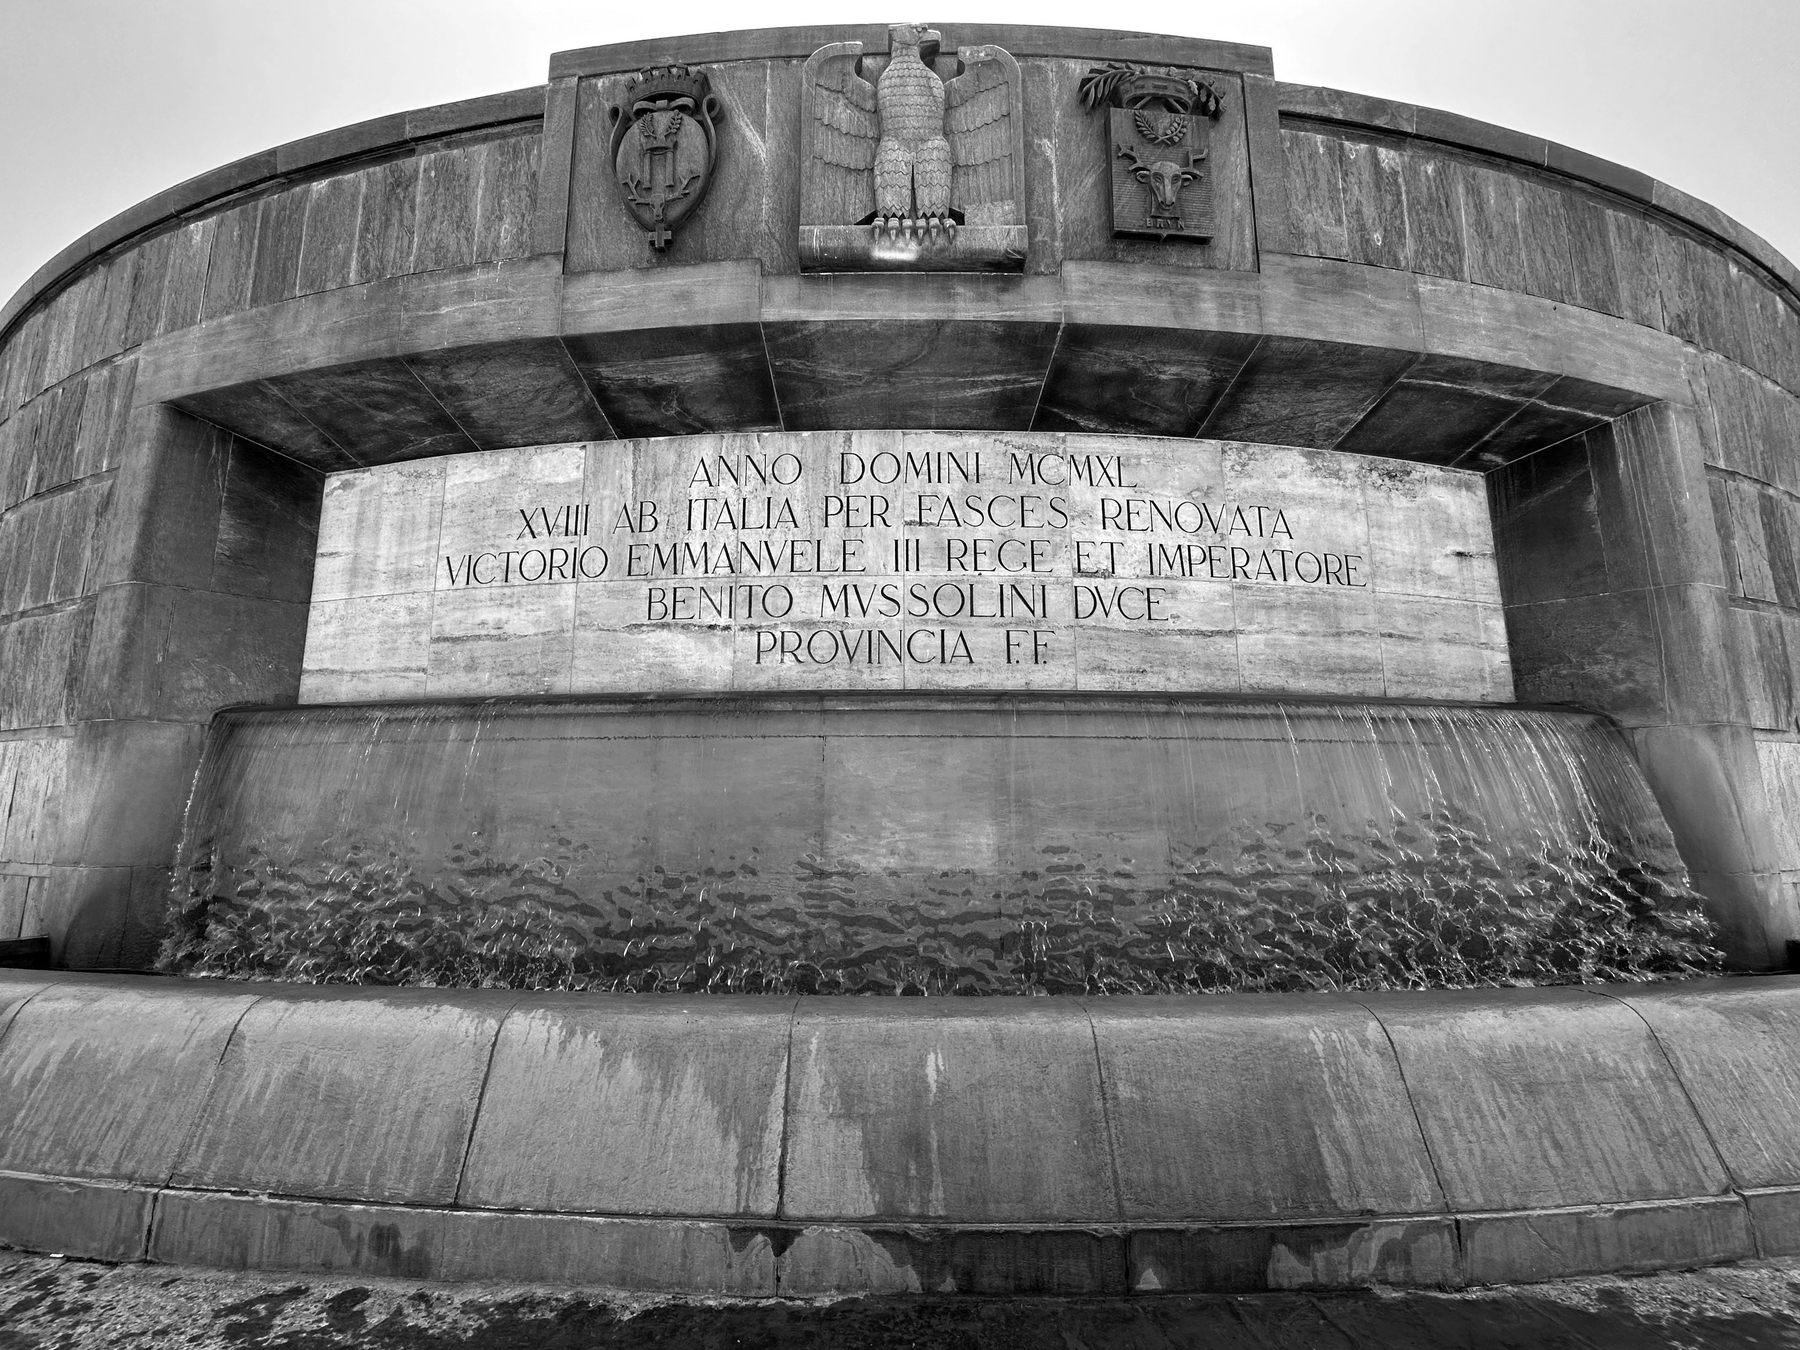 ANNO DOMINI MCMXL
XVIII AB ITALIA PER FASCES RENOVATA
VICTORIO EMMANVELE III REGE ET IMPERATORE
BENITO MVSSOLINI DVCE
PROVINCIA F.F.